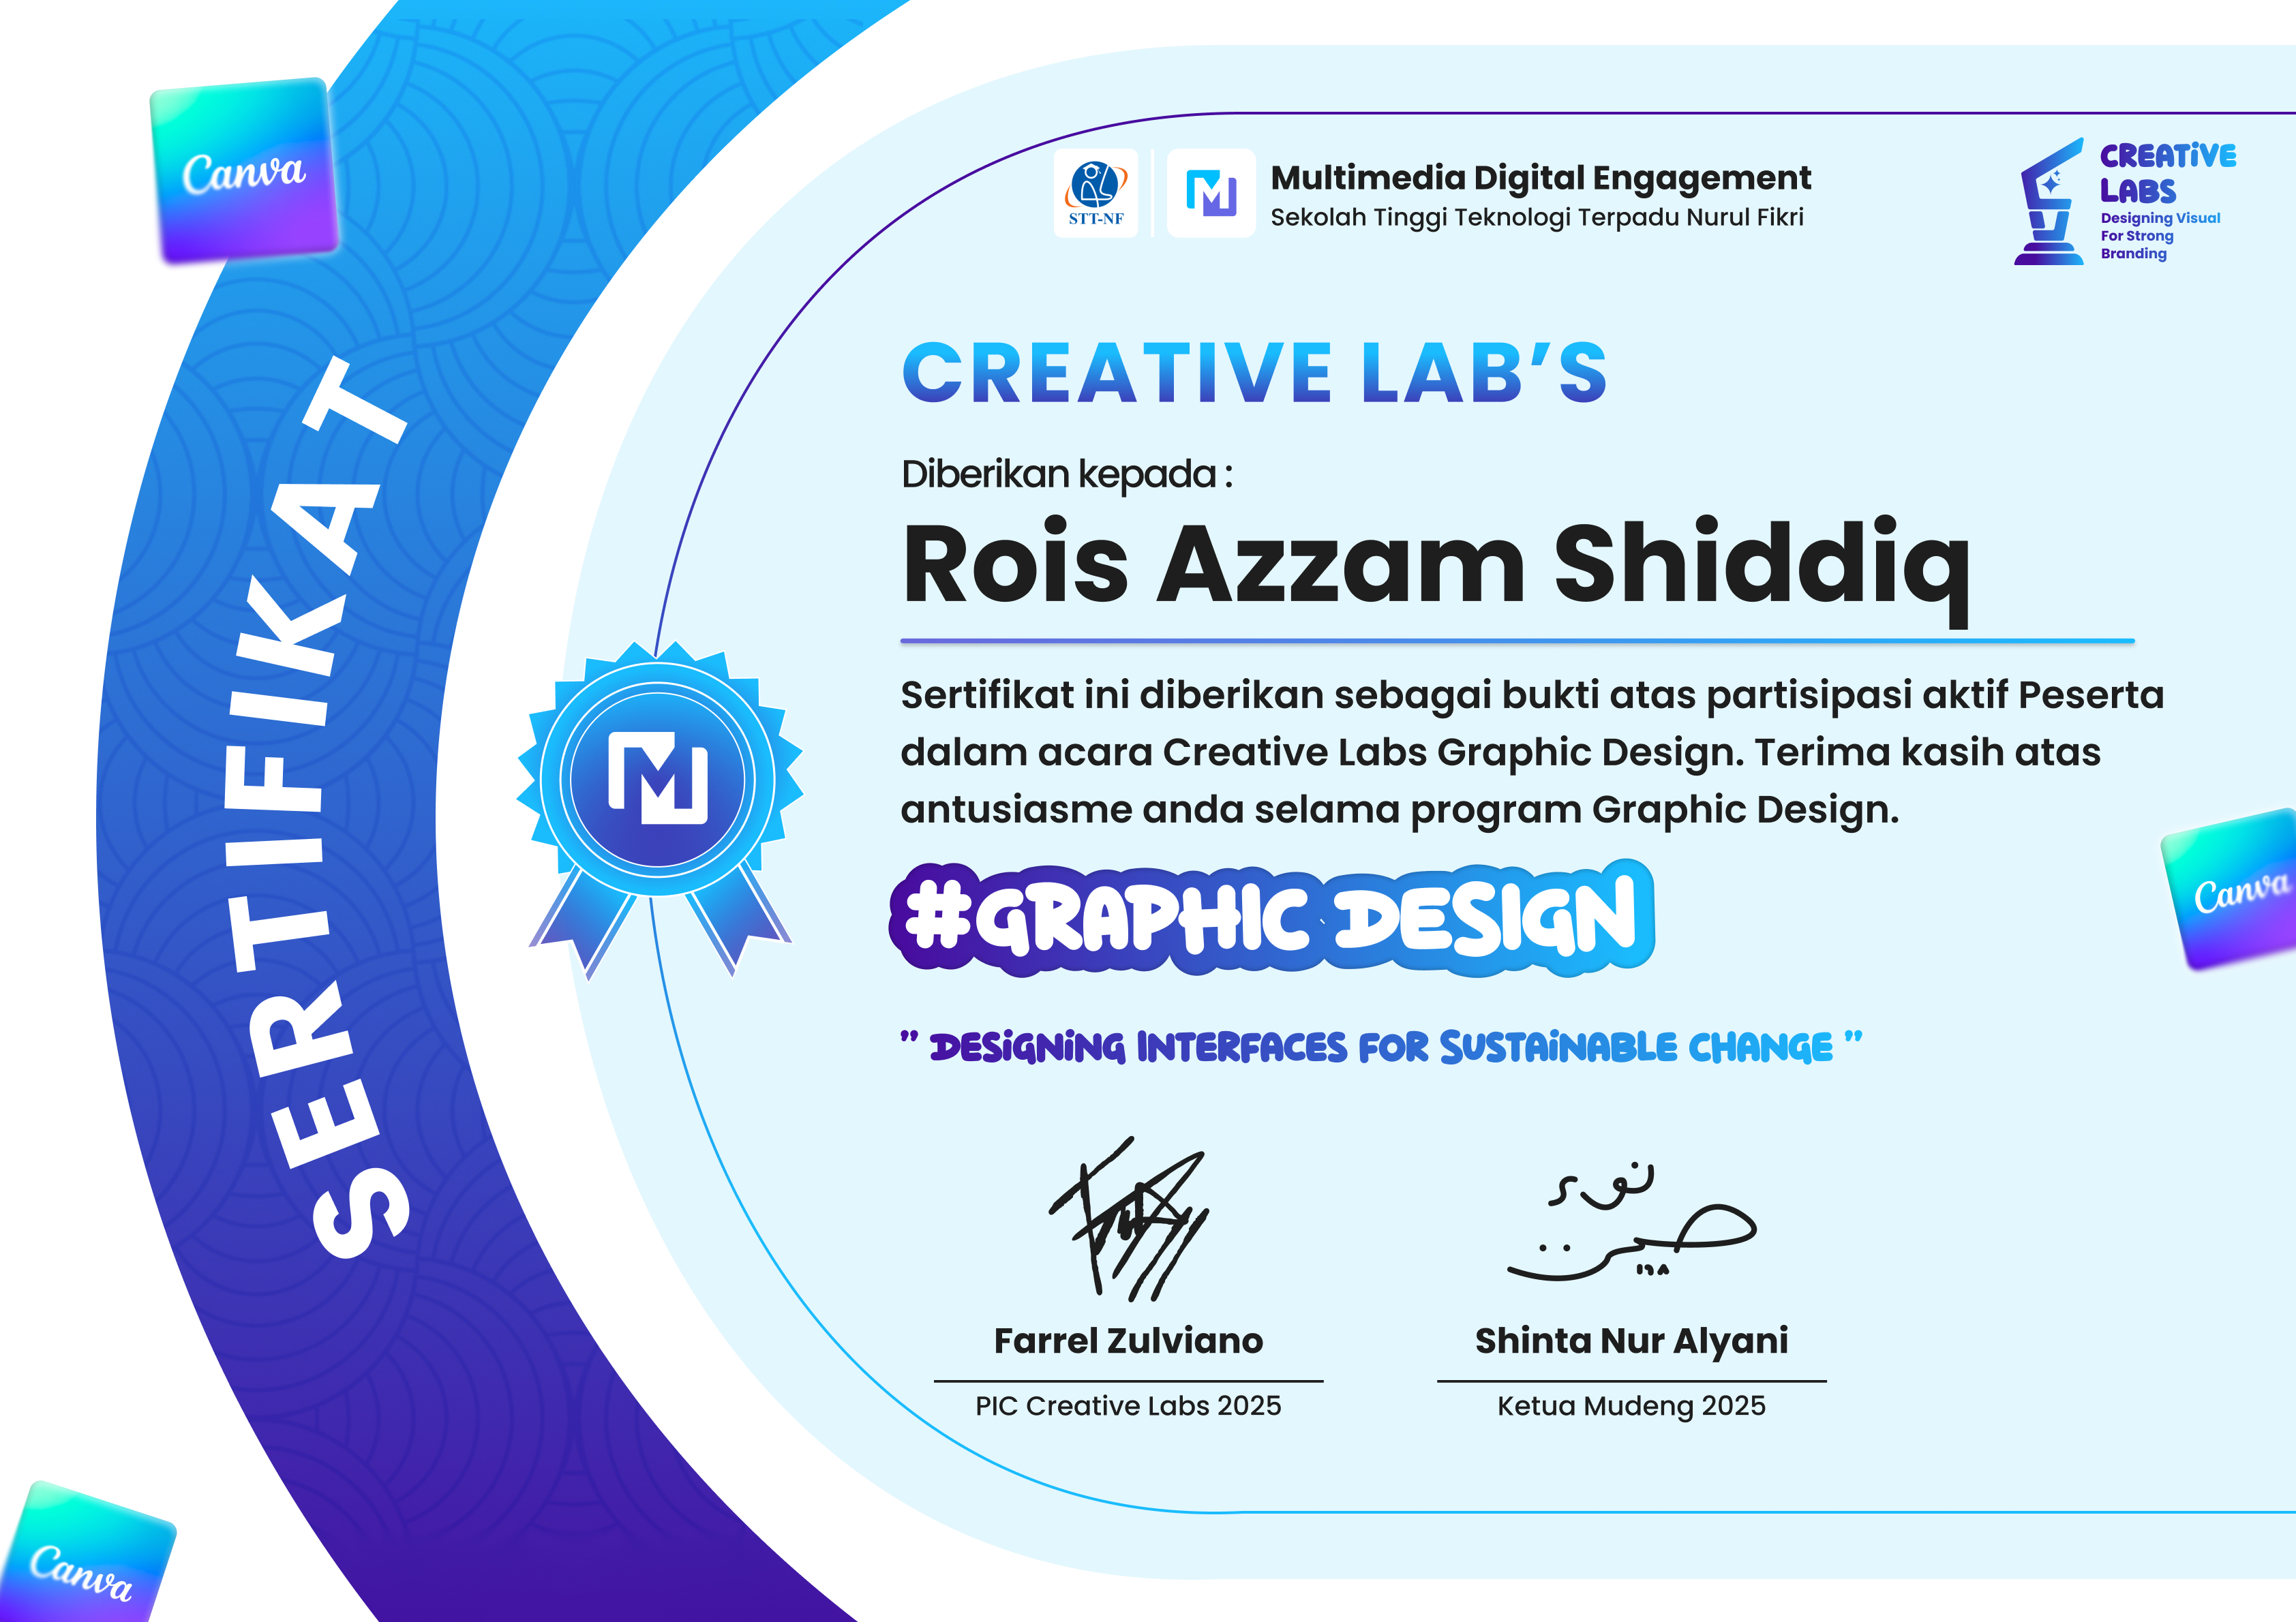 Canva
SERTIFIKAT
STT-NF
Multimedia Digital Engagement
Sekolah Tinggi Teknologi Terpadu Nurul Fikri
CREATiVE
LABS
Designing Visual
For Strong
Branding
CREATIVE LAB’S
Diberikan kepada :
Rois Azzam Shiddiq
Sertifikat ini diberikan sebagai bukti atas partisipasi aktif Peserta
dalam acara Creative Labs Graphic Design. Terima kasih atas
antusiasme anda selama program Graphic Design.
Canva
#GRAPHIC DESIGN
” DESiGNiNG INTERFACES FOR SUSTAiNABLE CHANGE ”
Farrel Zulviano
PIC Creative Labs 2025
Shinta Nur Alyani
Ketua Mudeng 2025
Canva